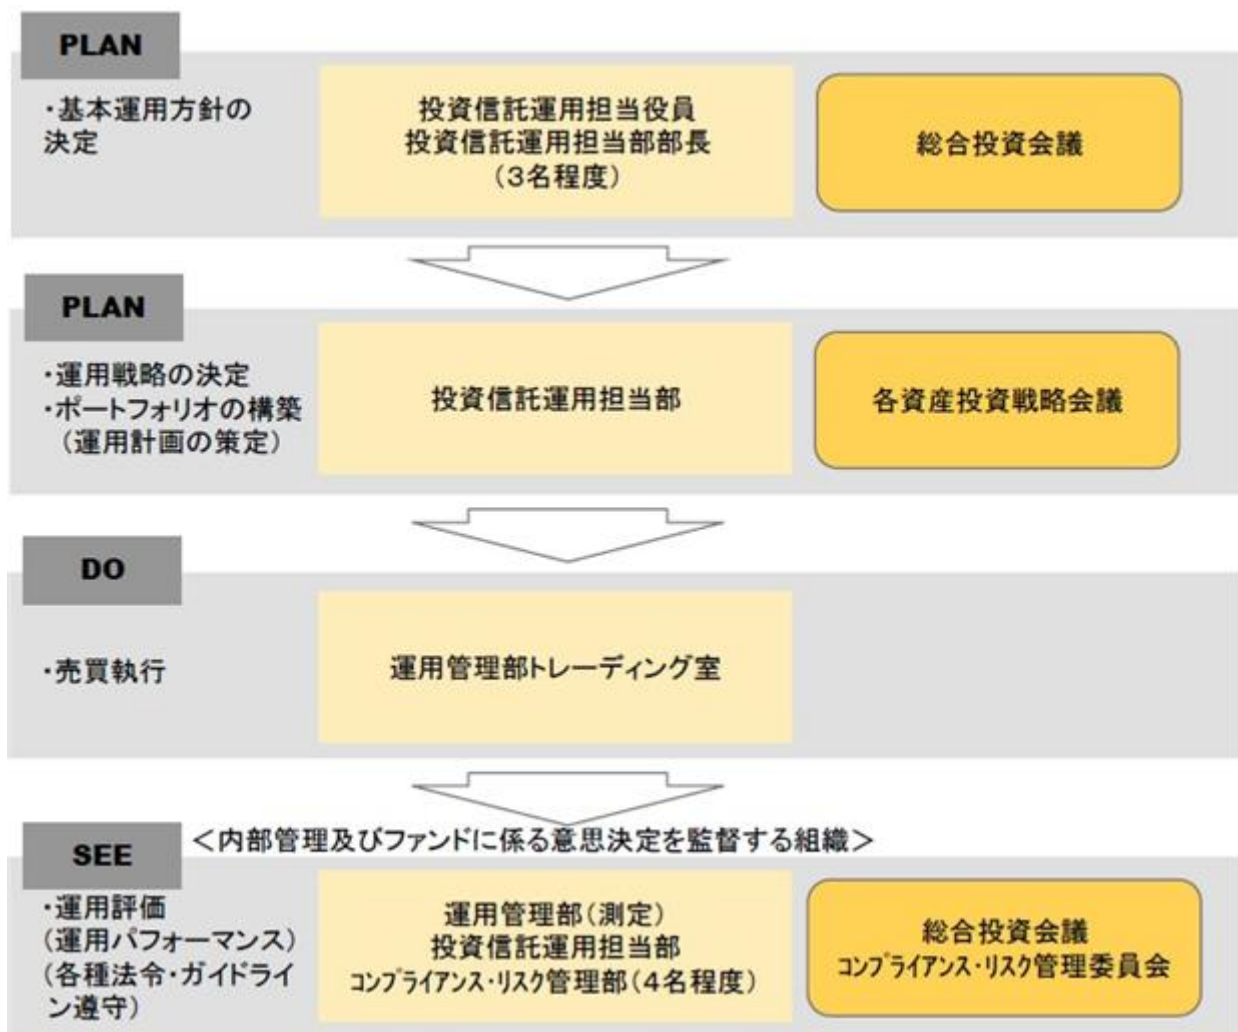 PLAN
・基本運用方針の
決定
投資信託運用担当役員
投資信託運用担当部部長
（３名程度）
総合投資会議
PLAN
・運用戦略の決定
・ポートフォリオの構築
（運用計画の策定）
投資信託運用担当部
各資産投資戦略会議
DO
・売買執行
運用管理部トレーディング室
＜内部管理及びファンドに係る意思決定を監督する組織＞
SEE
・運用評価
(運用パフォーマンス)
(各種法令・ガイドライ
ン遵守)
運用管理部（測定）
投資信託運用担当部
ｺﾝﾌﾟﾗｲｱﾝｽ・ﾘｽｸ管理部（４名程度）
総合投資会議
ｺﾝﾌﾟﾗｲｱﾝｽ・ﾘｽｸ管理委員会